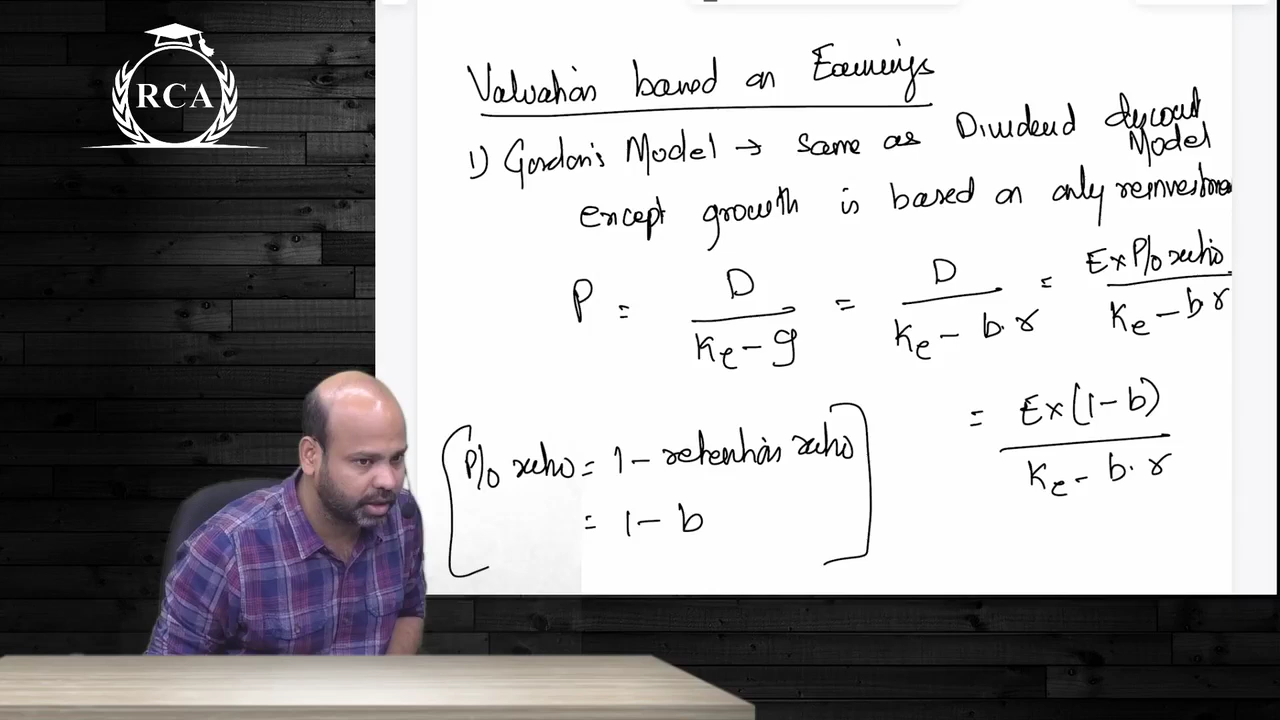 RCA
Valuation based on Earnings
1) Gordon's Model → same as Dividend discount Model
except growth is based on only reinvestme
P = D / (Ke - g) = D / (Ke - b.r) = E x P/o ratio / (Ke - b r)
= E x (1 - b) / (Ke - b.r)
[P/o ratio = 1 - retention ratio
= 1 - b]